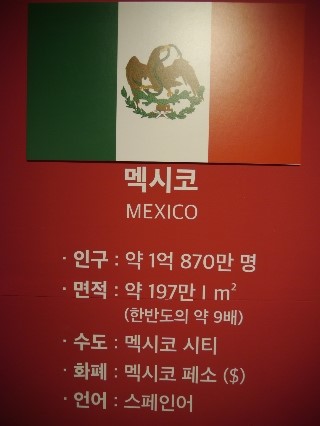 멕시코
MEXICO
· 인구 : 약 1억 870만 명
· 면적 : 약 197만 l m²
(한반도의 약 9배)
· 수도 : 멕시코 시티
· 화폐 : 멕시코 페소 ($)
· 언어 : 스페인어